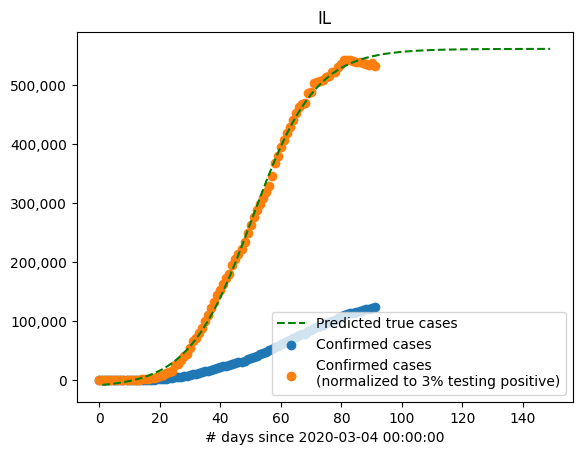 IL
500,000
400,000
300,000
200,000
100,000
0
Predicted true cases
Confirmed cases
Confirmed cases
(normalized to 3% testing positive)
0 20 40 60 80 100 120 140
# days since 2020-03-04 00:00:00